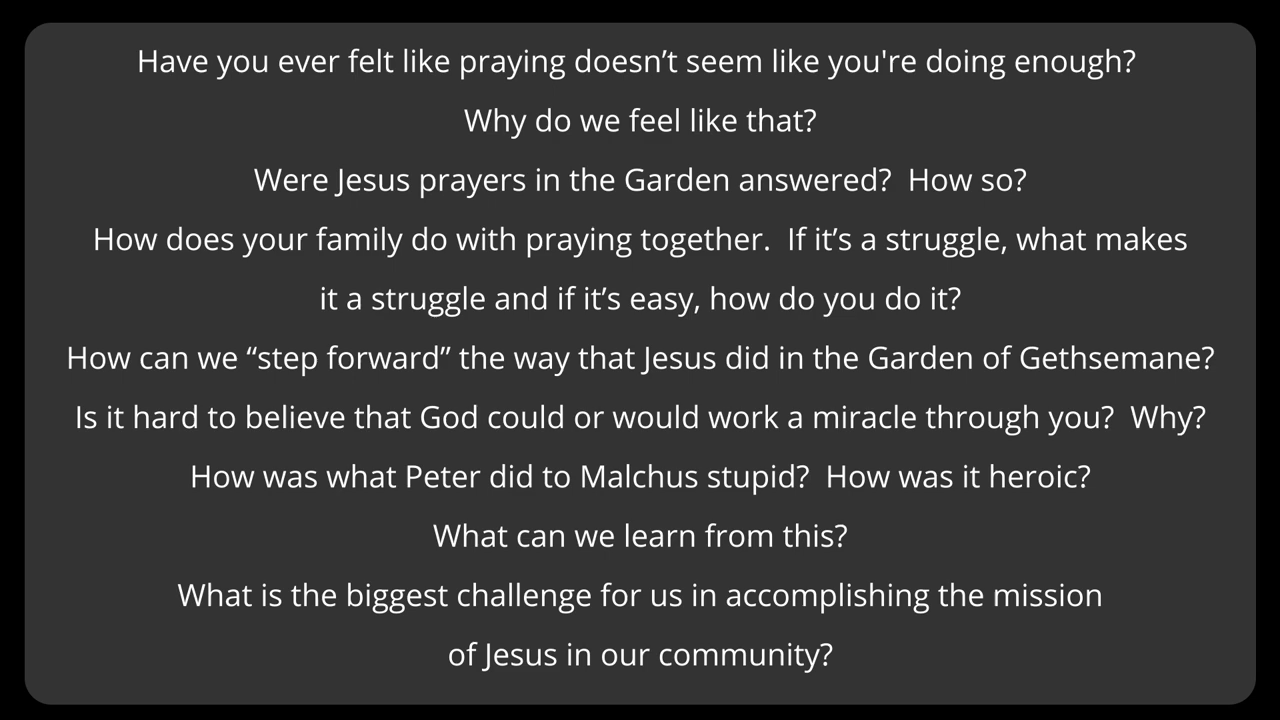 Have you ever felt like praying doesn’t seem like you're doing enough?
Why do we feel like that?
Were Jesus prayers in the Garden answered?  How so?
How does your family do with praying together.  If it’s a struggle, what makes
it a struggle and if it’s easy, how do you do it?
How can we “step forward” the way that Jesus did in the Garden of Gethsemane?
Is it hard to believe that God could or would work a miracle through you?  Why?
How was what Peter did to Malchus stupid?  How was it heroic?
What can we learn from this?
What is the biggest challenge for us in accomplishing the mission
of Jesus in our community?